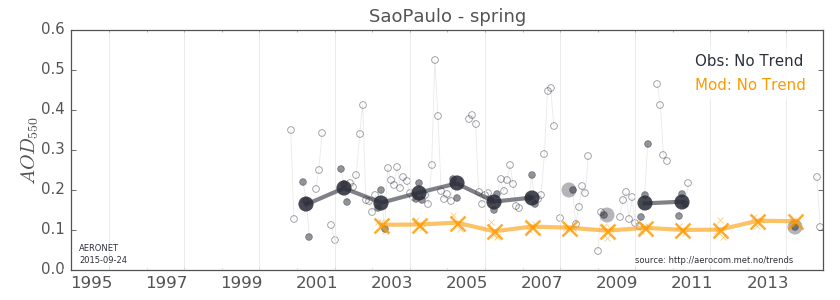 SaoPaulo - spring
0.6
0.5
0.4
0.3
0.2
0.1
0.0
AOD550
Obs: No Trend
Mod: No Trend
AERONET
2015-09-24
source: http://aerocom.met.no/trends
1995 1997 1999 2001 2003 2005 2007 2009 2011 2013